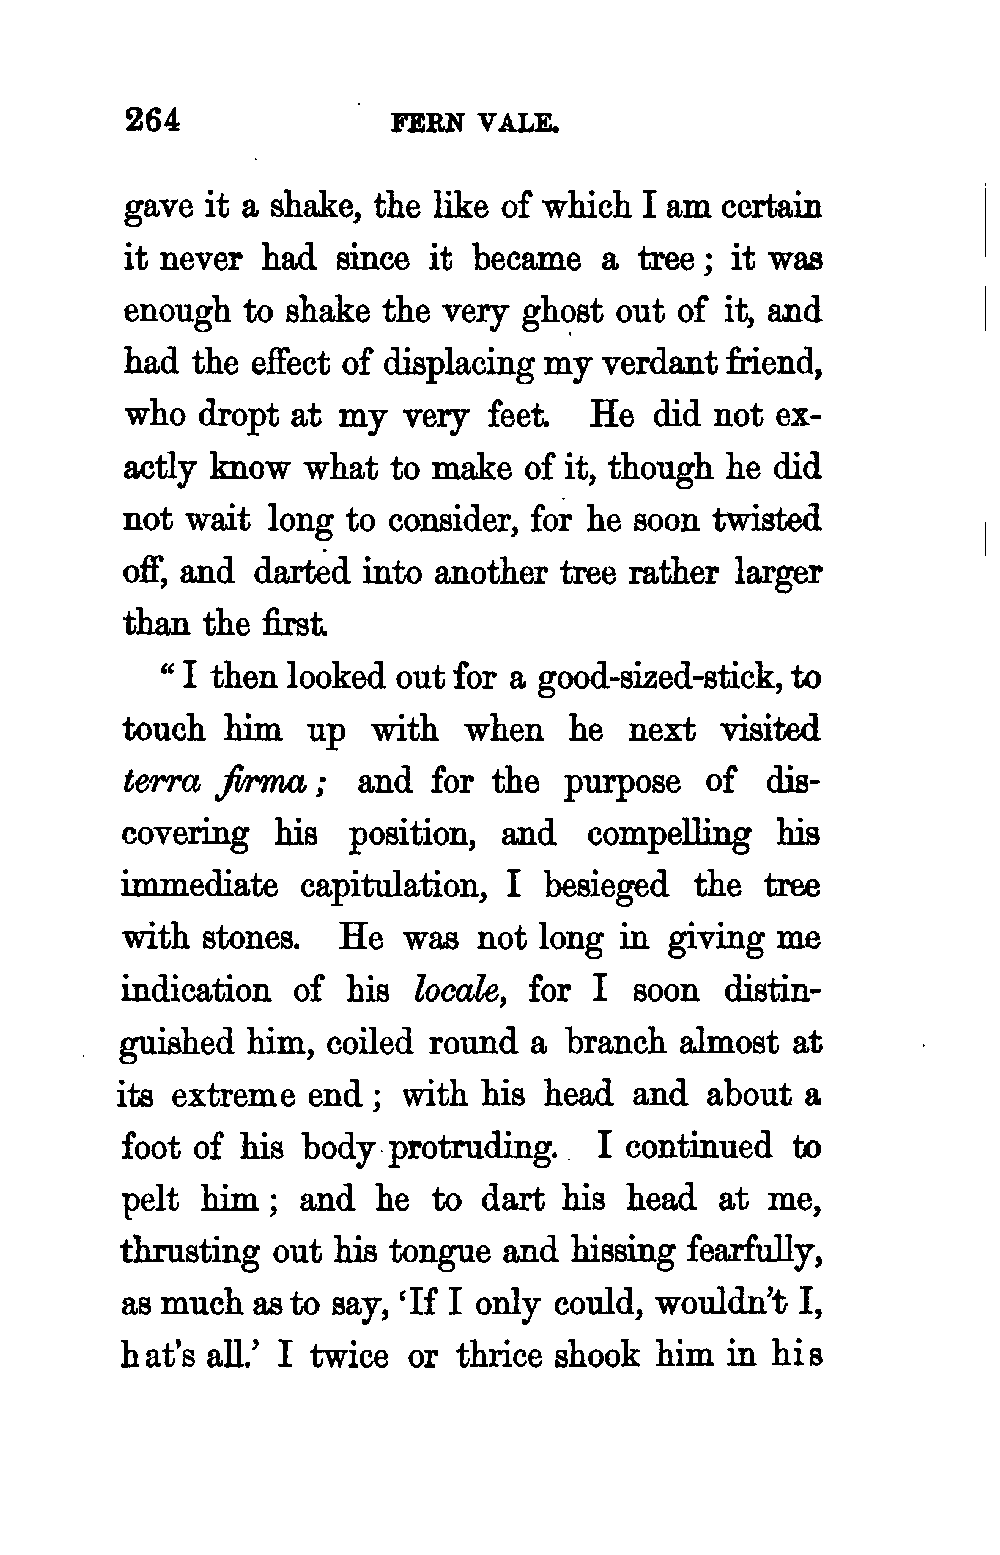 264 FERN VALE.
gave it a shake, the like of which I am certain
it never had since it became a tree; it was
enough to shake the very ghost out of it, and
had the effect of displacing my verdant friend,
who dropt at my very feet. He did not ex-
actly know what to make of it, though he did
not wait long to consider, for he soon twisted
off, and darted into another tree rather larger
than the first.
"I then looked out for a good-sized-stick, to
touch him up with when he next visited
terra firma; and for the purpose of dis-
covering his position, and compelling his
immediate capitulation, I besieged the tree
with stones. He was not long in giving me
indication of his locale, for I soon distin-
guished him, coiled round a branch almost at
its extreme end; with his head and about a
foot of his body protruding. I continued to
pelt him; and he to dart his head at me,
thrusting out his tongue and hissing fearfully,
as much as to say, 'If I only could, wouldn't I,
hat's all.' I twice or thrice shook him in his